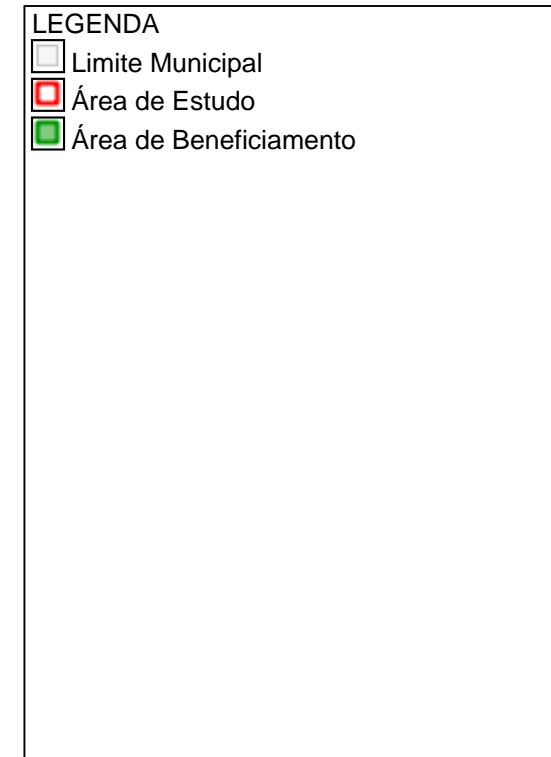 LEGENDA
Limite Municipal
Área de Estudo
Área de Beneficiamento